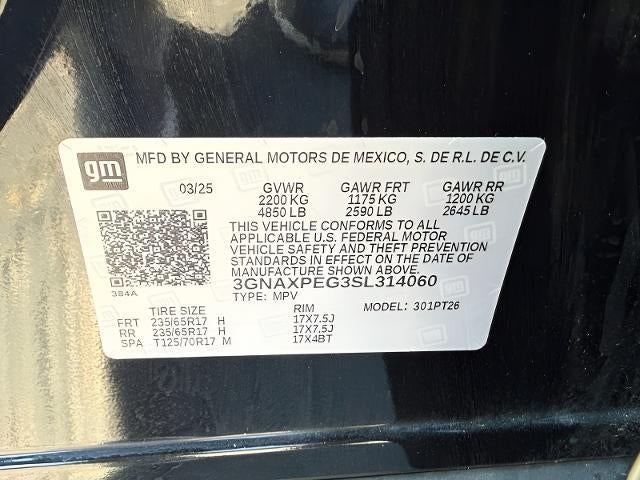 gm
MFD BY GENERAL MOTORS DE MEXICO, S. DE R.L. DE C.V.
03/25 GVWR GAWR FRT GAWR RR
2200 KG 1175 KG 1200 KG
4850 LB 2590 LB 2645 LB
THIS VEHICLE CONFORMS TO ALL
APPLICABLE U.S. FEDERAL MOTOR
VEHICLE SAFETY AND THEFT PREVENTION
STANDARDS IN EFFECT ON THE DATE OF
MANUFACTURE SHOWN ABOVE.
3GNAXPEG3SL314060
384A
TYPE: MPV
TIRE SIZE RIM MODEL: 301PT26
FRT 235/65R17 H 17X7.5J
RR 235/65R17 H 17X7.5J
SPA T125/70R17 M 17X4BT